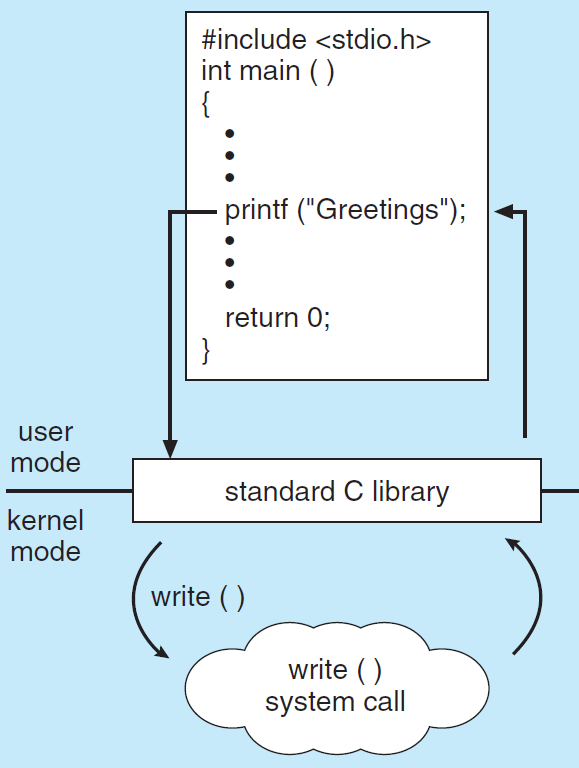 #include <stdio.h>
int main ( )
{
•
•
•
printf ("Greetings");
•
•
•
return 0;
}
user
mode
standard C library
kernel
mode
write ( )
write ( )
system call